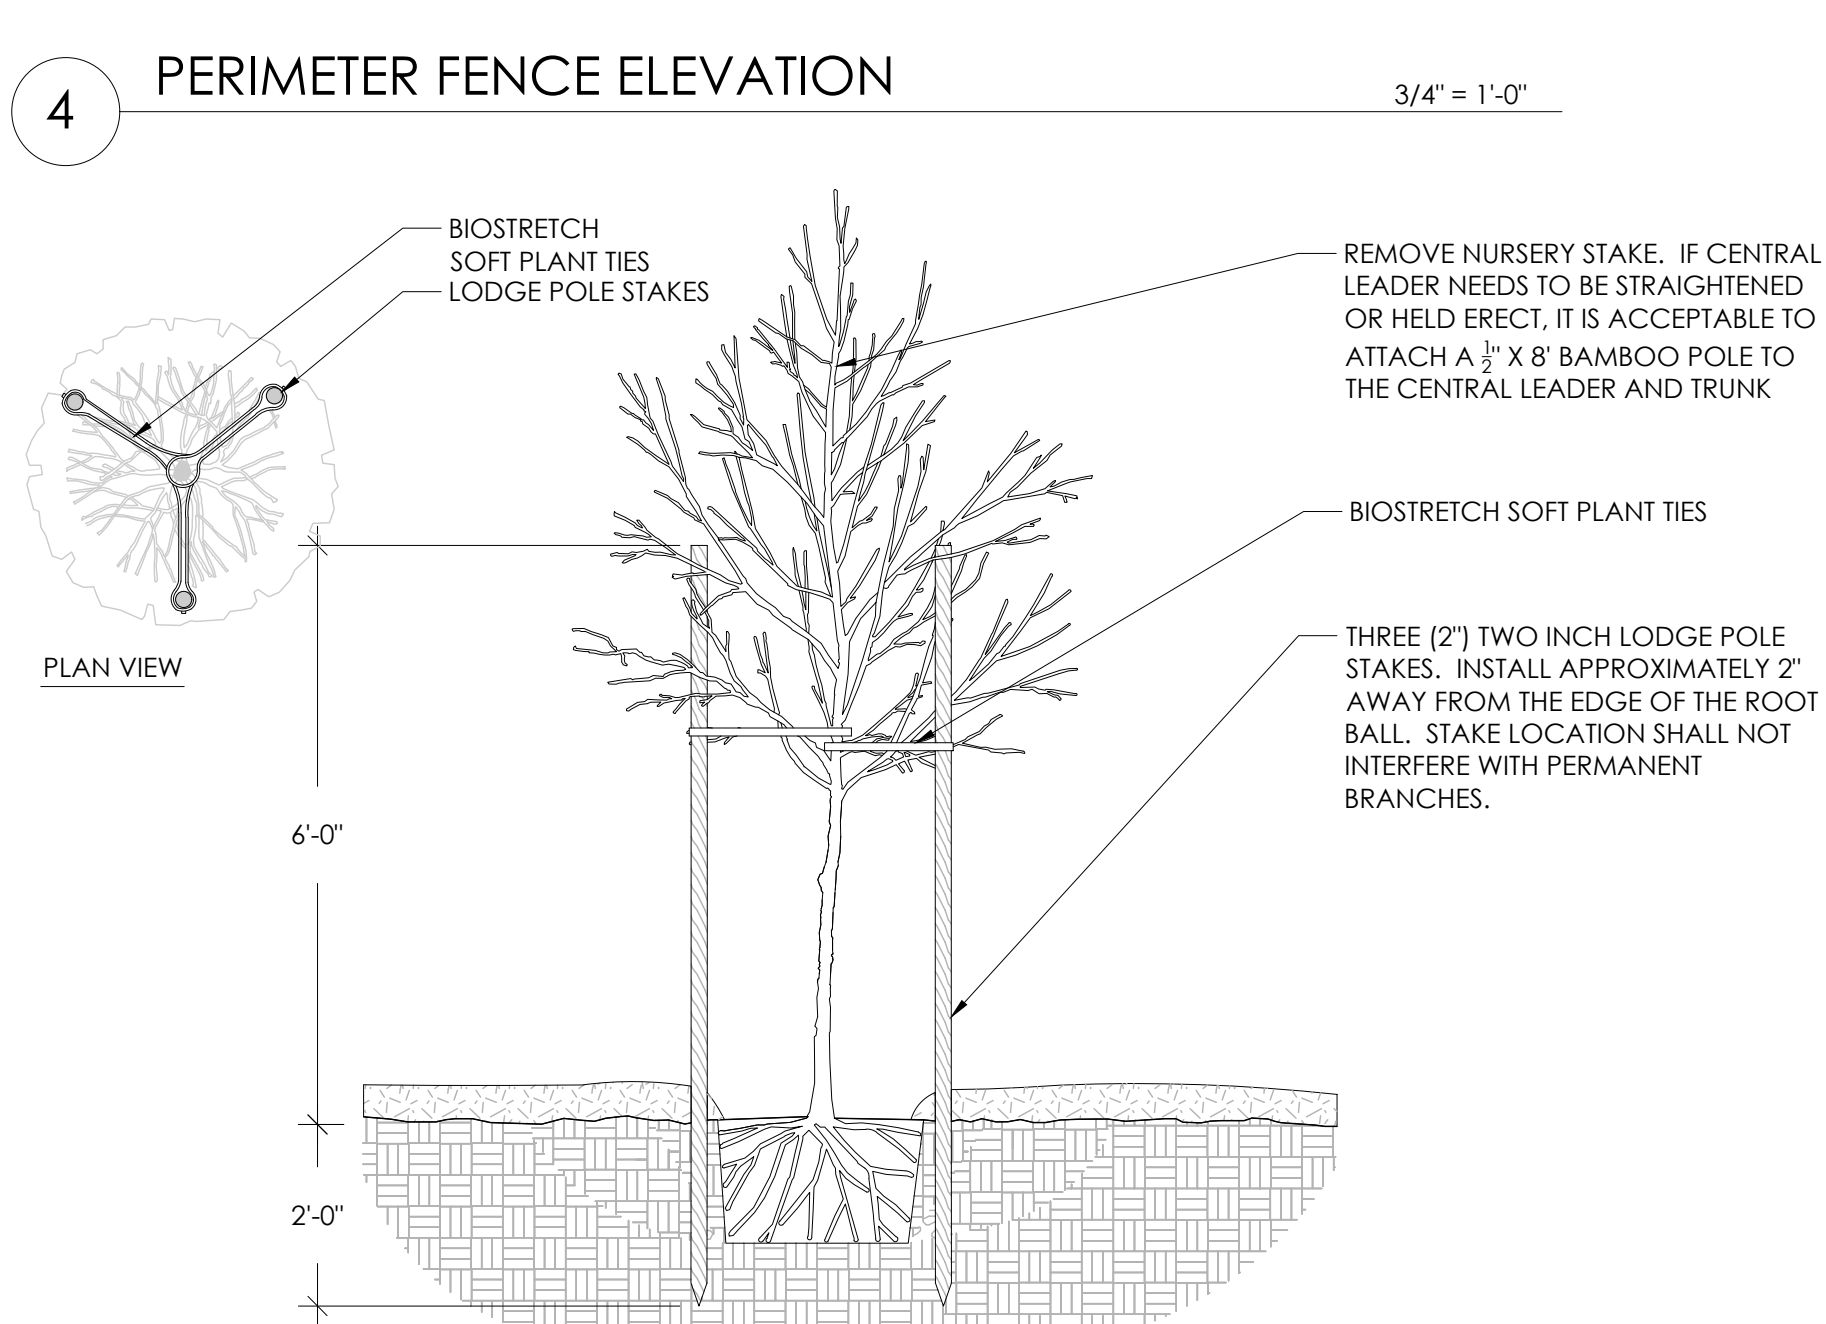 4
PERIMETER FENCE ELEVATION
3/4" = 1'-0"
BIOSTRETCH
SOFT PLANT TIES
LODGE POLE STAKES
PLAN VIEW
REMOVE NURSERY STAKE. IF CENTRAL
LEADER NEEDS TO BE STRAIGHTENED
OR HELD ERECT, IT IS ACCEPTABLE TO
ATTACH A 1/2" X 8' BAMBOO POLE TO
THE CENTRAL LEADER AND TRUNK
BIOSTRETCH SOFT PLANT TIES
THREE (2") TWO INCH LODGE POLE
STAKES. INSTALL APPROXIMATELY 2"
AWAY FROM THE EDGE OF THE ROOT
BALL. STAKE LOCATION SHALL NOT
INTERFERE WITH PERMANENT
BRANCHES.
6'-0"
2'-0"